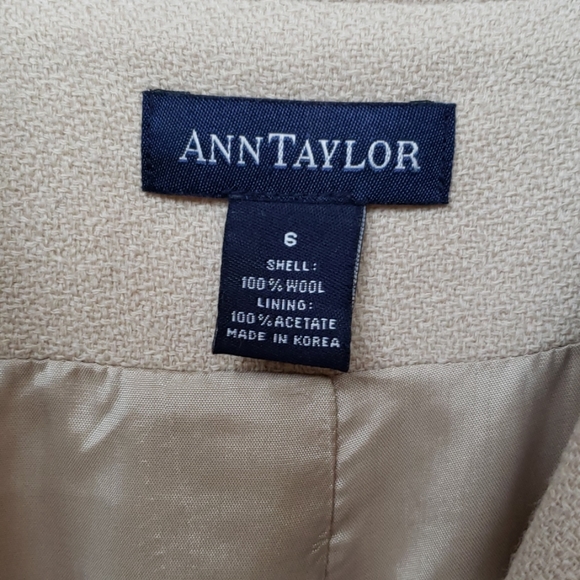 ANNTAYLOR
6
SHELL:
100% WOOL
LINING:
100% ACETATE
MADE IN KOREA